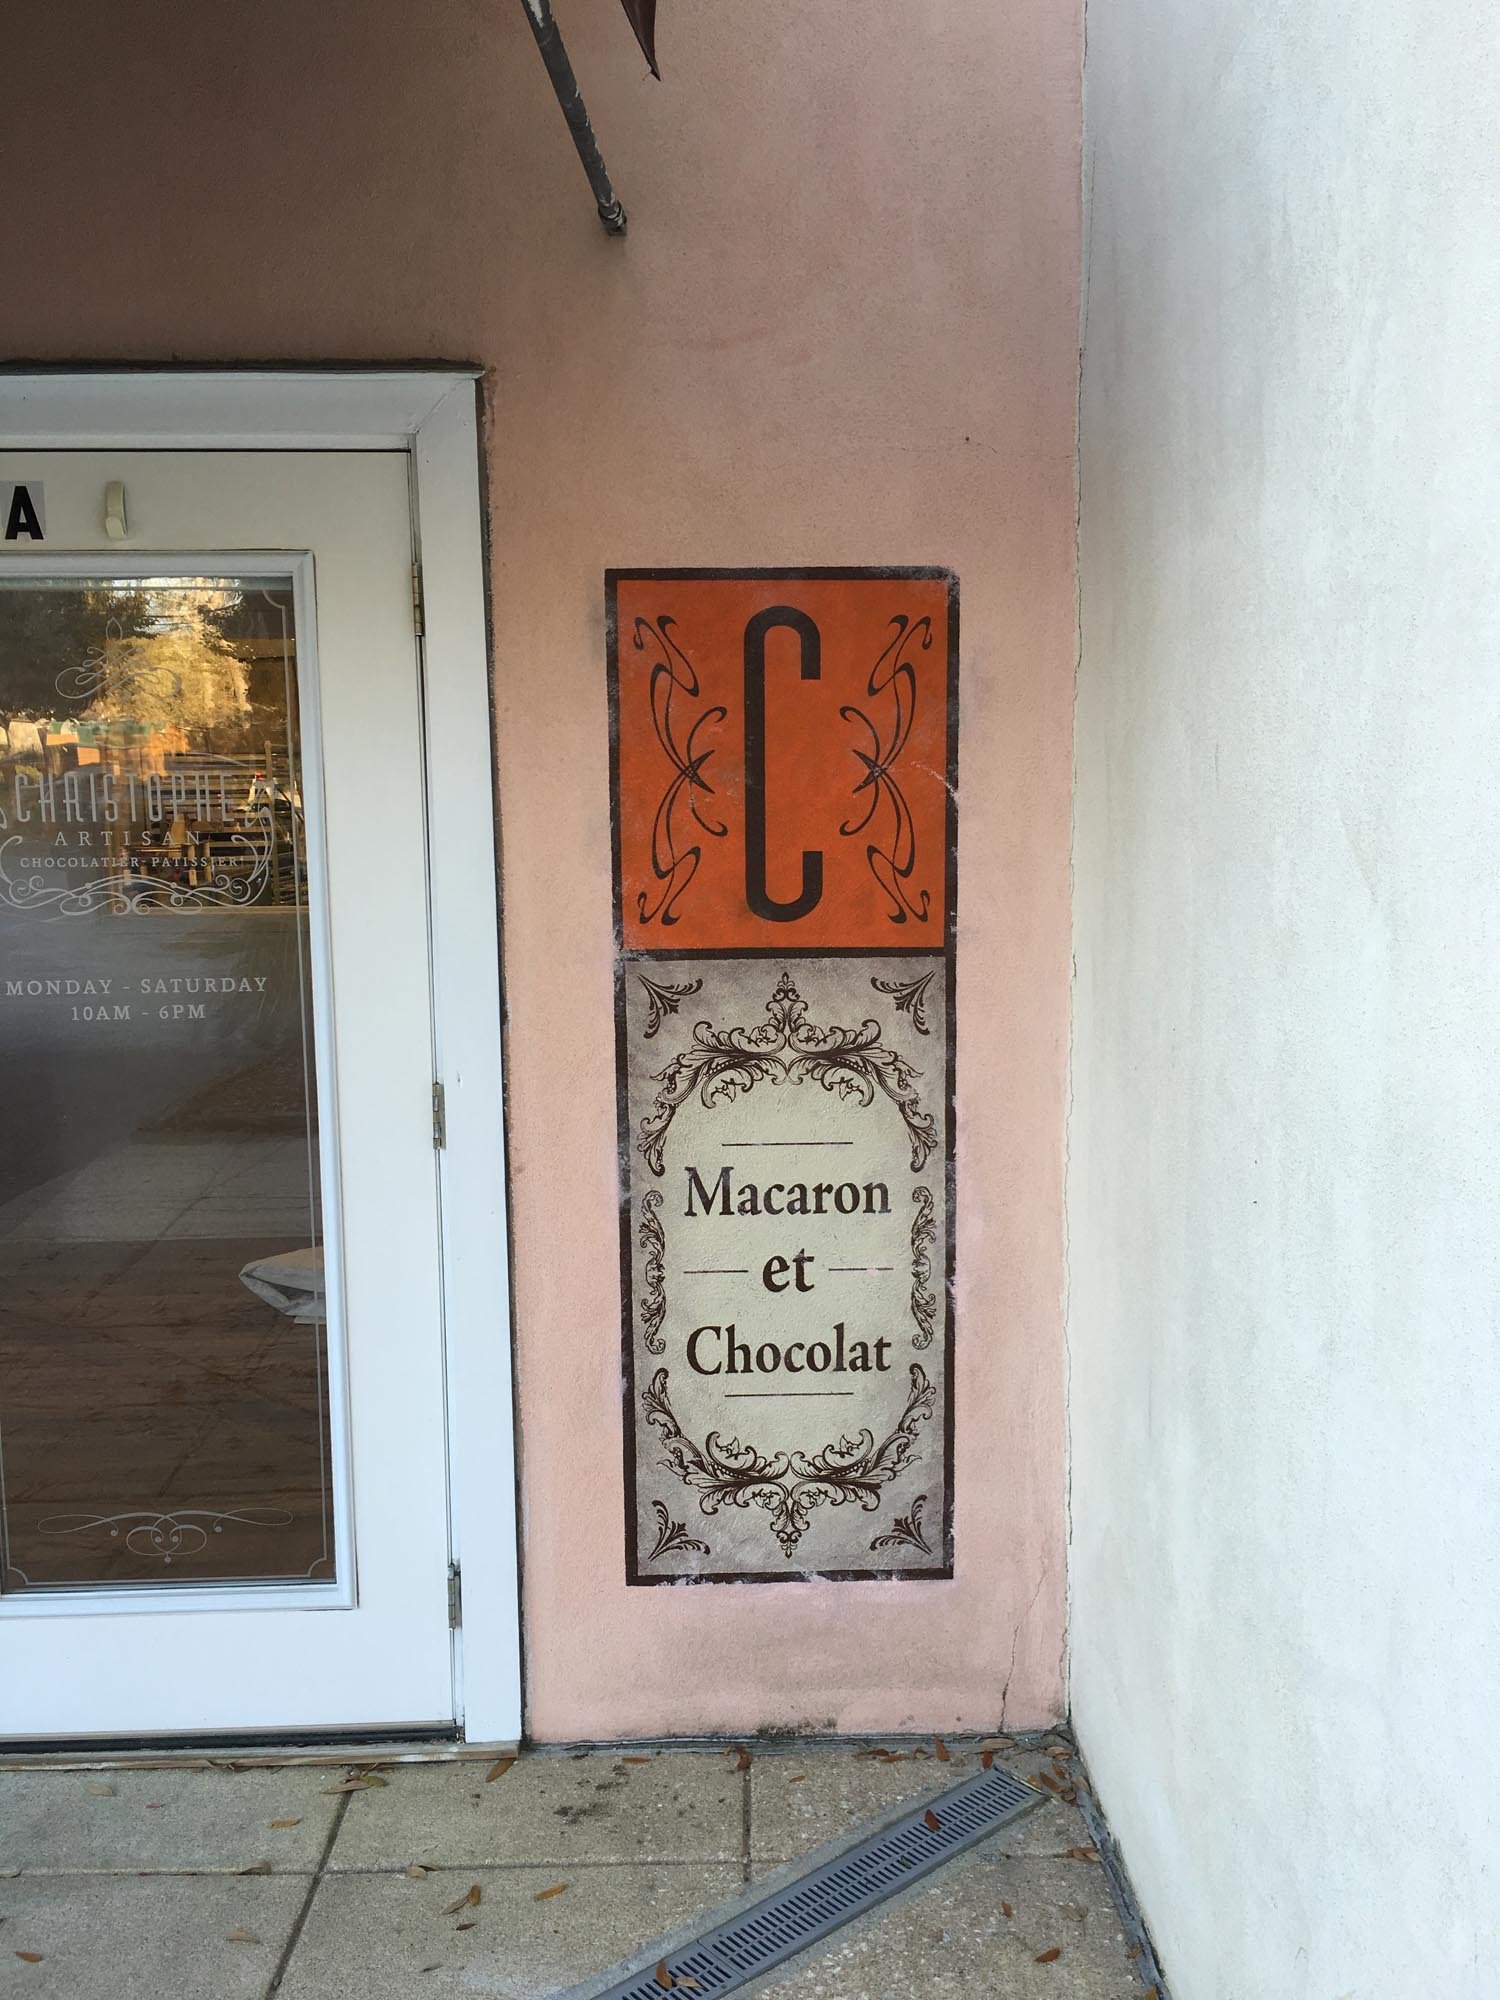 A
CHRISTOPHE
ARTISAN
CHOCOLATIER-PATISSIER
MONDAY - SATURDAY
10AM - 6PM
C
Macaron
et
Chocolat